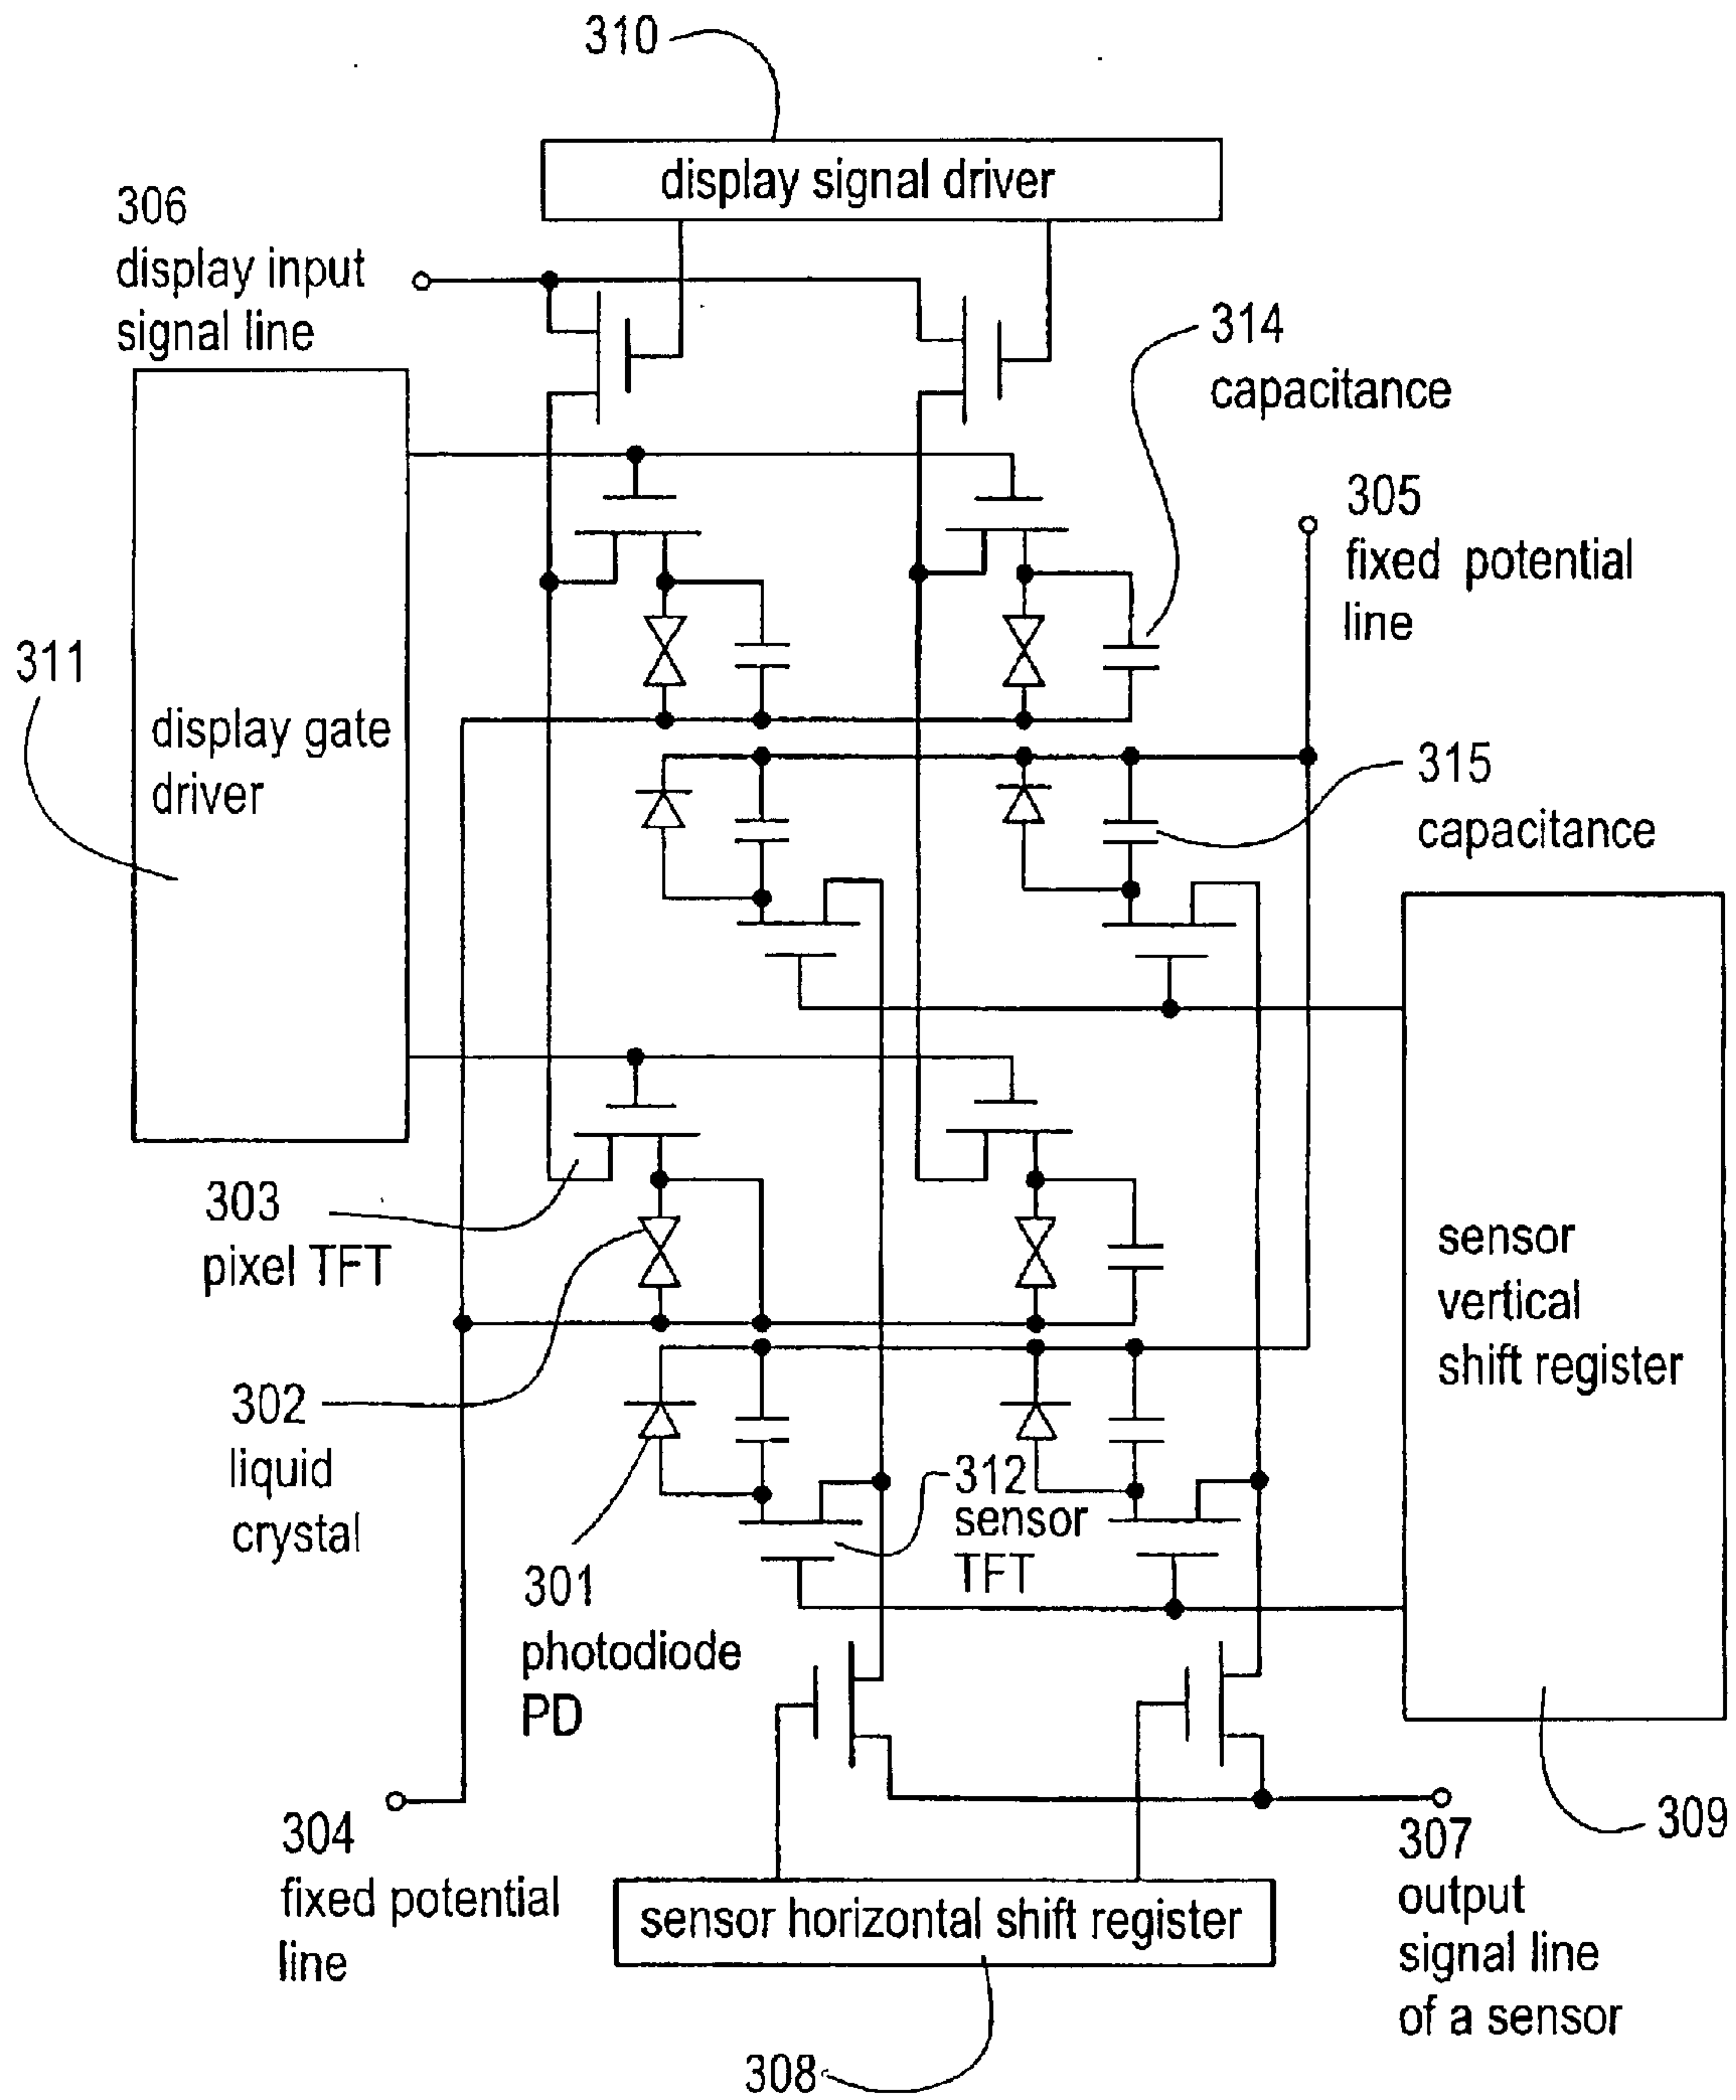 310
display signal driver
306
display input
signal line
314
capacitance
305
fixed potential
line
311
display gate
driver
315
capacitance
303
pixel TFT
sensor
vertical
shift register
302
liquid
crystal
312
sensor
TFT
301
photodiode
PD
304
fixed potential
line
309
307
output
signal line
of a sensor
sensor horizontal shift register
308